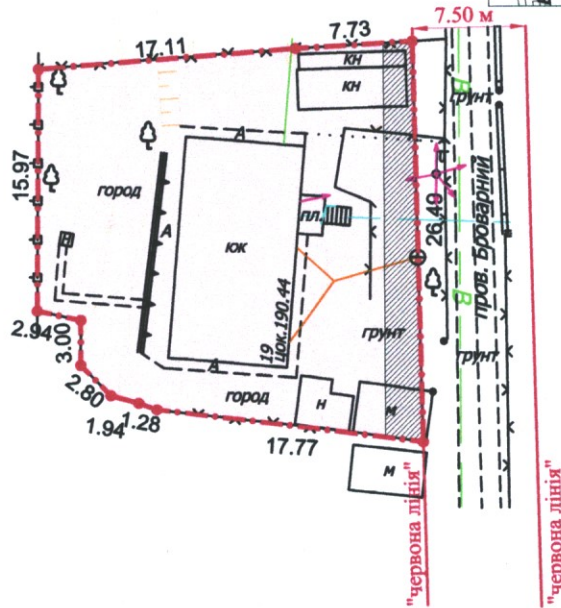 7.50 м
17.11
7.73
кн
кн
грунт
А
15.97
город
А
кж
пл.
26.49
пров. Броварний
В
В
19
цок.190.44
грунт
грунт
2.94
3.00
А
2.80
город
н
м
1.94
1.28
17.77
м
"червона лінія"
"червона лінія"